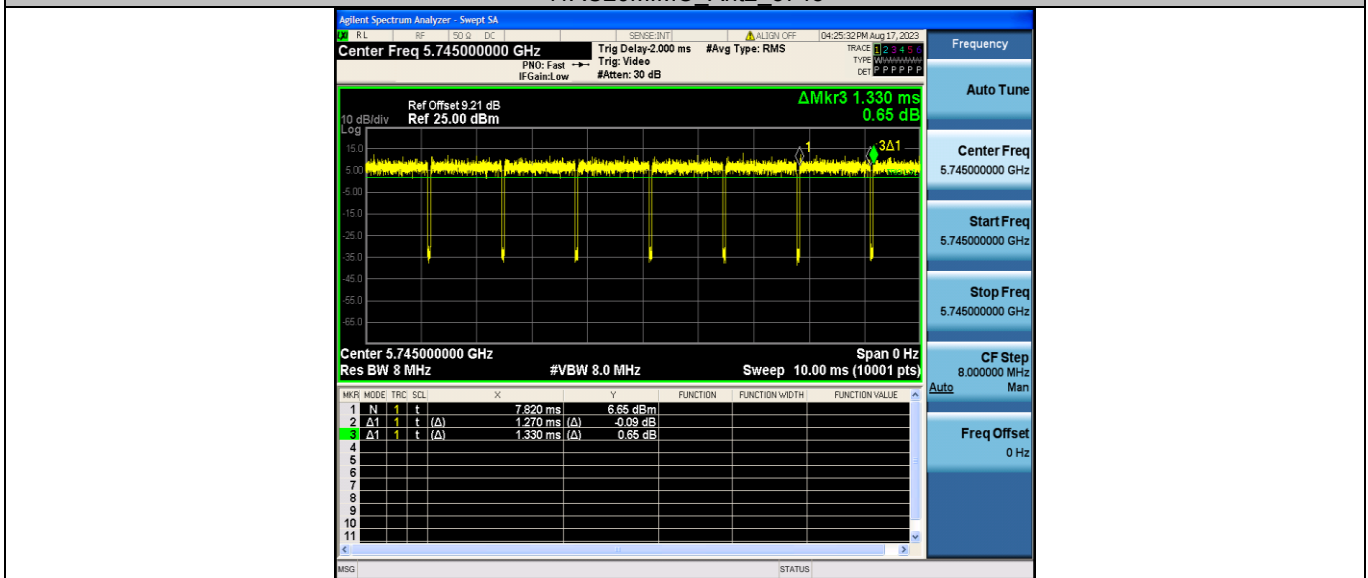 Agilent Spectrum Analyzer - Swept SA
RL RF 50 Ω DC SENSE:INT ALIGN OFF 04:25:32 PM Aug 17, 2023
Center Freq 5.745000000 GHz
PNO: Fast
IFGain:Low
Trig Delay-2.000 ms
Trig: Video
#Atten: 30 dB
#Avg Type: RMS
TRACE 1 2 3 4 5 6
TYPE WWWWWW
DET P P P P P P
Frequency
Auto Tune
Center Freq
5.745000000 GHz
Start Freq
5.745000000 GHz
Stop Freq
5.745000000 GHz
CF Step
8.000000 MHz
Auto Man
Freq Offset
0 Hz
ΔMkr3 1.330 ms
0.65 dB
Ref Offset 9.21 dB
10 dB/div Ref 25.00 dBm
Log
15.0
5.00
-5.00
-15.0
-25.0
-35.0
-45.0
-55.0
-65.0
1
3Δ1
Center 5.745000000 GHz Span 0 Hz
Res BW 8 MHz #VBW 8.0 MHz Sweep 10.00 ms (10001 pts)
MKR MODE TRC SCL X Y FUNCTION FUNCTION WIDTH FUNCTION VALUE
1 N 1 t 7.820 ms 6.65 dBm
2 Δ1 1 t (Δ) 1.270 ms (Δ) -0.09 dB
3 Δ1 1 t (Δ) 1.330 ms (Δ) 0.65 dB
4
5
6
7
8
9
10
11
MSG STATUS